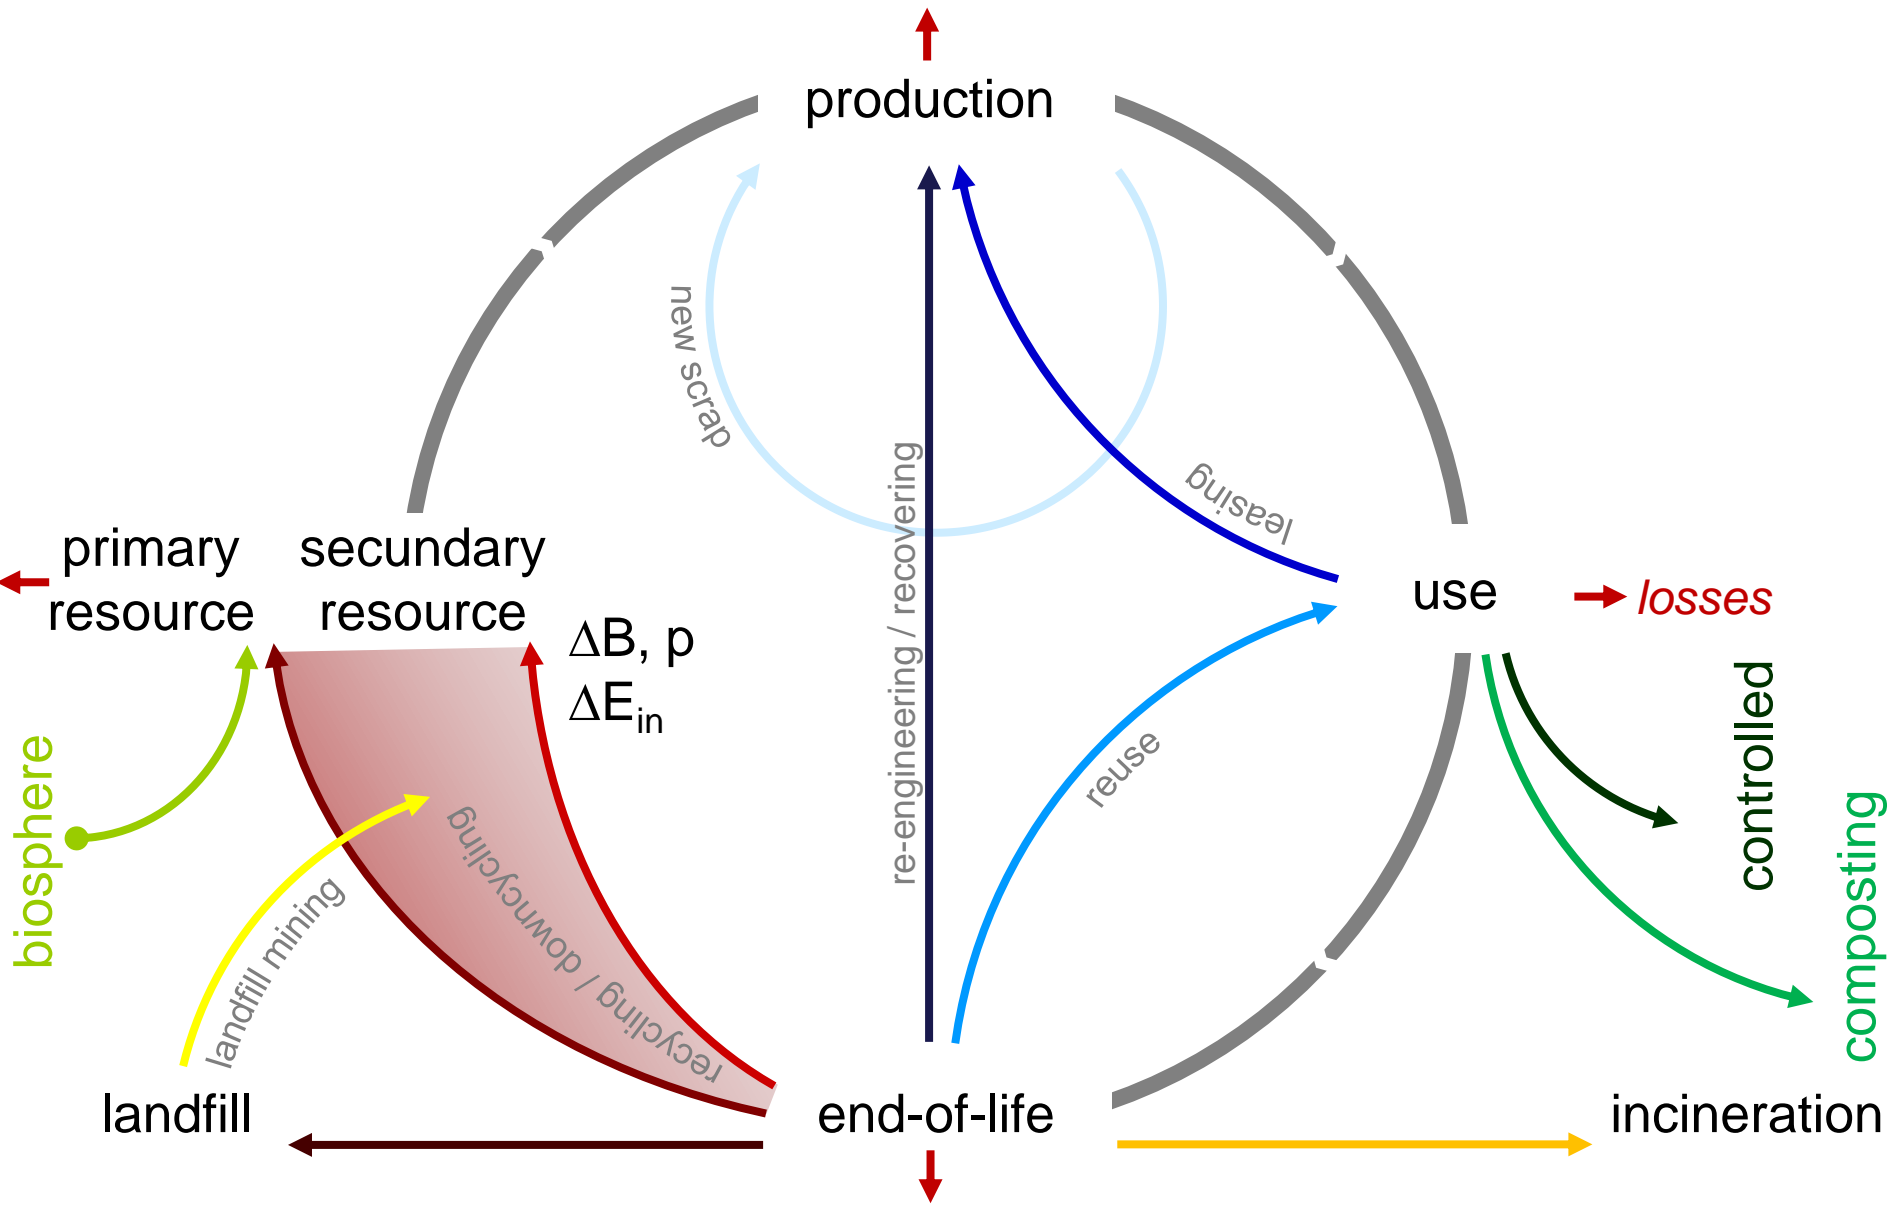 production
new scrap
re-engineering / recovering
leasing
primary
resource
secundary
resource
use
losses
ΔB, p
ΔE_in
biosphere
landfill mining
recycling / downcycling
reuse
controlled
composting
landfill
end-of-life
incineration